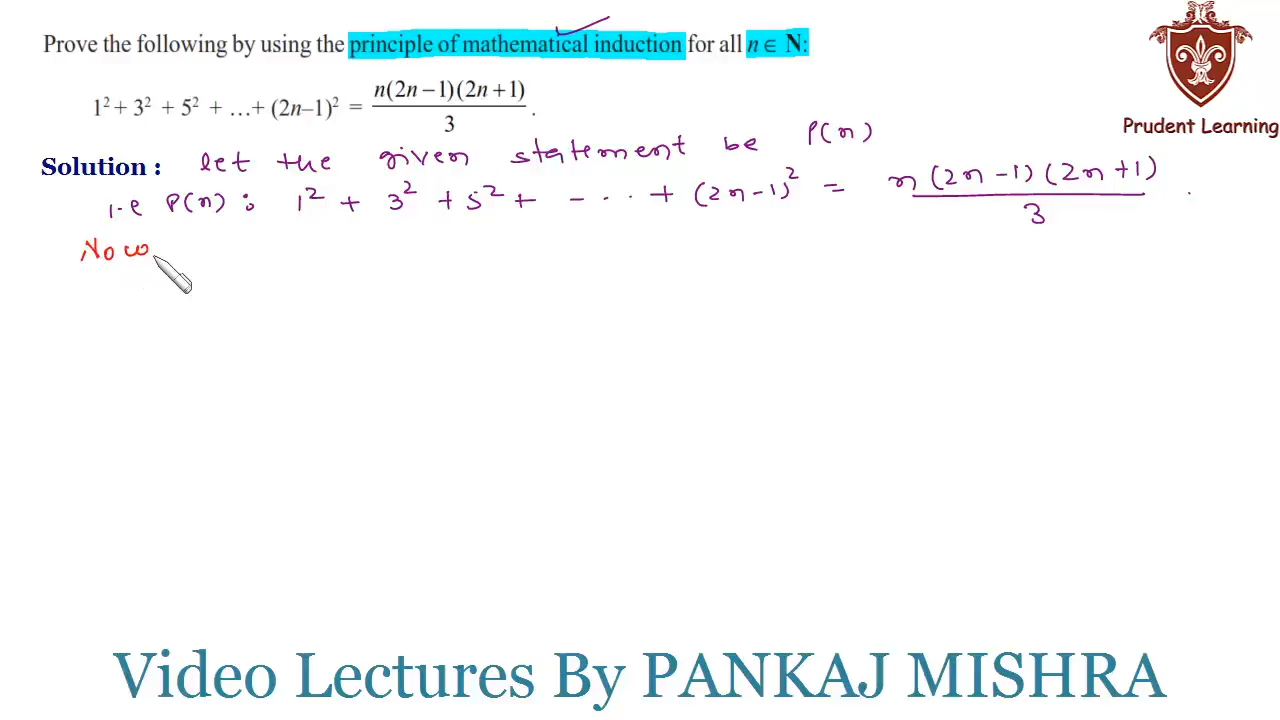 Prove the following by using the principle of mathematical induction for all n ∈ N:
1² + 3² + 5² + …+ (2n–1)² = n(2n−1)(2n+1)/3 .
Prudent Learning
Solution : let the given statement be P(n)
i.e P(n) : 1² + 3² + 5² + - ... + (2n-1)² = n(2n-1)(2n+1)/3 .
Now
Video Lectures By PANKAJ MISHRA